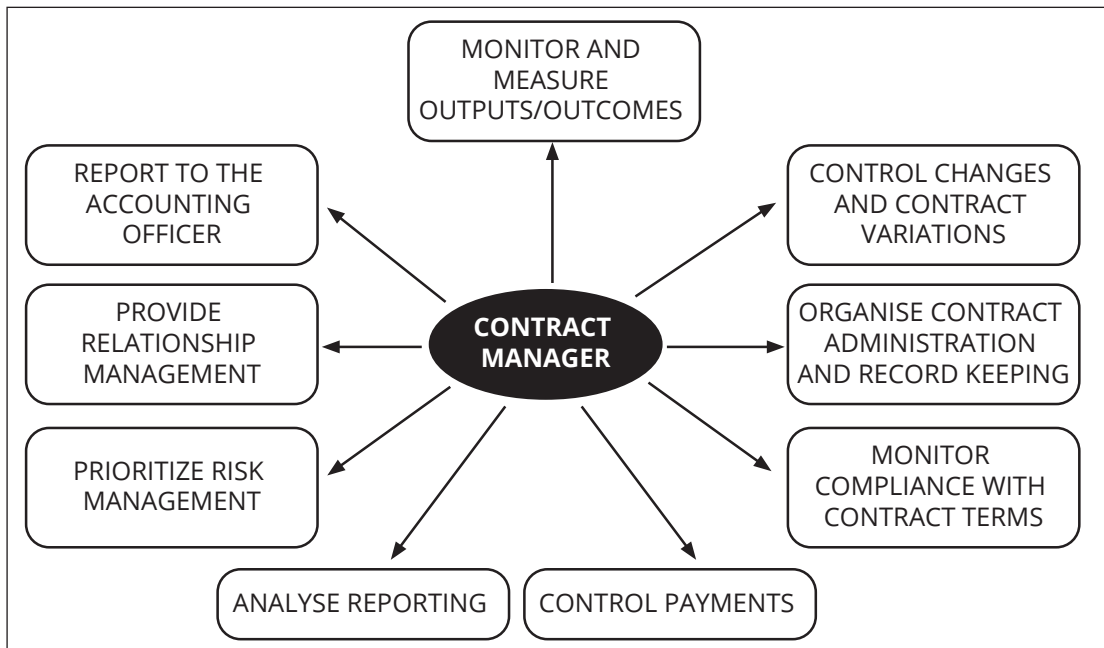 MONITOR AND
MEASURE
OUTPUTS/OUTCOMES
REPORT TO THE
ACCOUNTING
OFFICER
CONTROL CHANGES
AND CONTRACT
VARIATIONS
PROVIDE
RELATIONSHIP
MANAGEMENT
CONTRACT
MANAGER
ORGANISE CONTRACT
ADMINISTRATION
AND RECORD KEEPING
PRIORITIZE RISK
MANAGEMENT
MONITOR
COMPLIANCE WITH
CONTRACT TERMS
ANALYSE REPORTING
CONTROL PAYMENTS